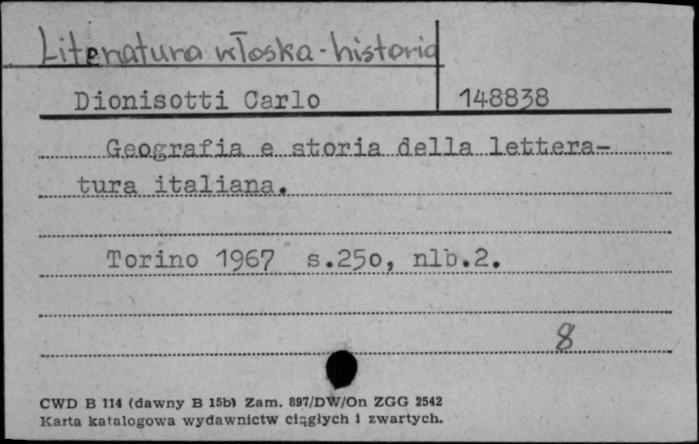 Literatura włoska-historia
Dionisotti Carlo 148838
Geografia e storia della lettera-
tura italiana.
Torino 1967 s.250, nlb.2.
8
CWD B 114 (dawny B 15b) Zam. 897/DW/On ZGG 2542
Karta katalogowa wydawnictw ciągłych i zwartych.